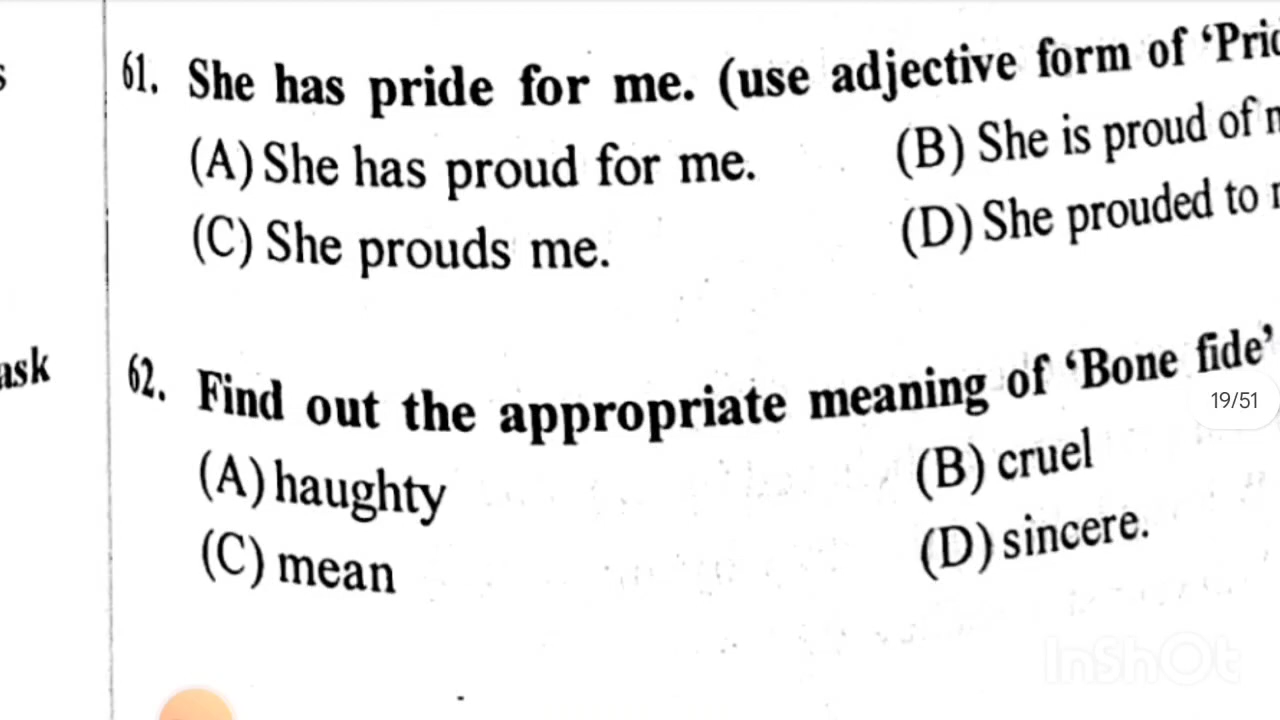 s
61. She has pride for me. (use adjective form of ‘Prid
(A) She has proud for me.
(B) She is proud of
(C) She prouds me.
(D) She prouded to
ask
62. Find out the appropriate meaning of ‘Bone fide’
19/51
(A) haughty
(B) cruel
(C) mean
(D) sincere.
InShOt